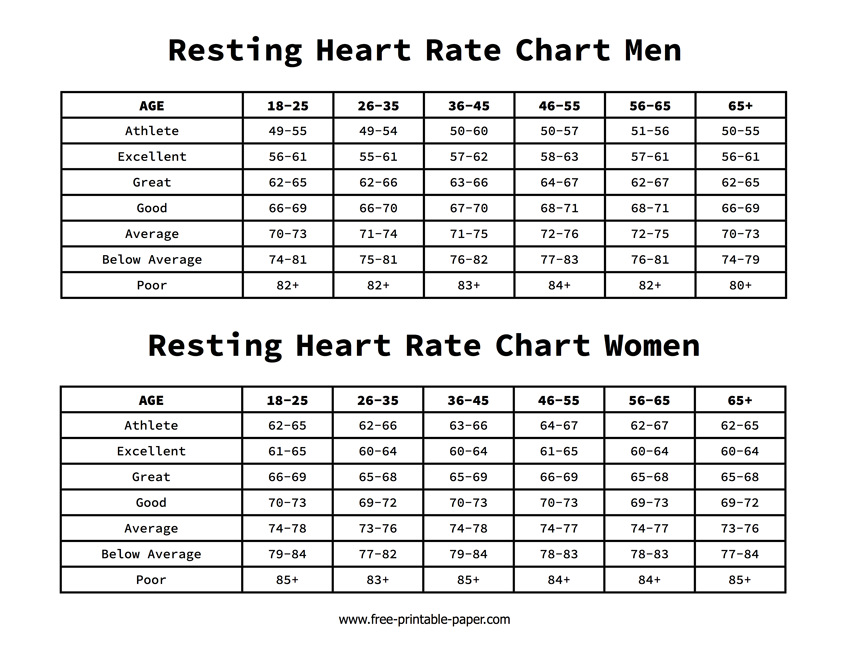 Resting Heart Rate Chart Men
AGE 18-25 26-35 36-45 46-55 56-65 65+
Athlete 49-55 49-54 50-60 50-57 51-56 50-55
Excellent 56-61 55-61 57-62 58-63 57-61 56-61
Great 62-65 62-66 63-66 64-67 62-67 62-65
Good 66-69 66-70 67-70 68-71 68-71 66-69
Average 70-73 71-74 71-75 72-76 72-75 70-73
Below Average 74-81 75-81 76-82 77-83 76-81 74-79
Poor 82+ 82+ 83+ 84+ 82+ 80+
Resting Heart Rate Chart Women
AGE 18-25 26-35 36-45 46-55 56-65 65+
Athlete 62-65 62-66 63-66 64-67 62-67 62-65
Excellent 61-65 60-64 60-64 61-65 60-64 60-64
Great 66-69 65-68 65-69 66-69 65-68 65-68
Good 70-73 69-72 70-73 70-73 69-73 69-72
Average 74-78 73-76 74-78 74-77 74-77 73-76
Below Average 79-84 77-82 79-84 78-83 78-83 77-84
Poor 85+ 83+ 85+ 84+ 84+ 85+
www.free-printable-paper.com